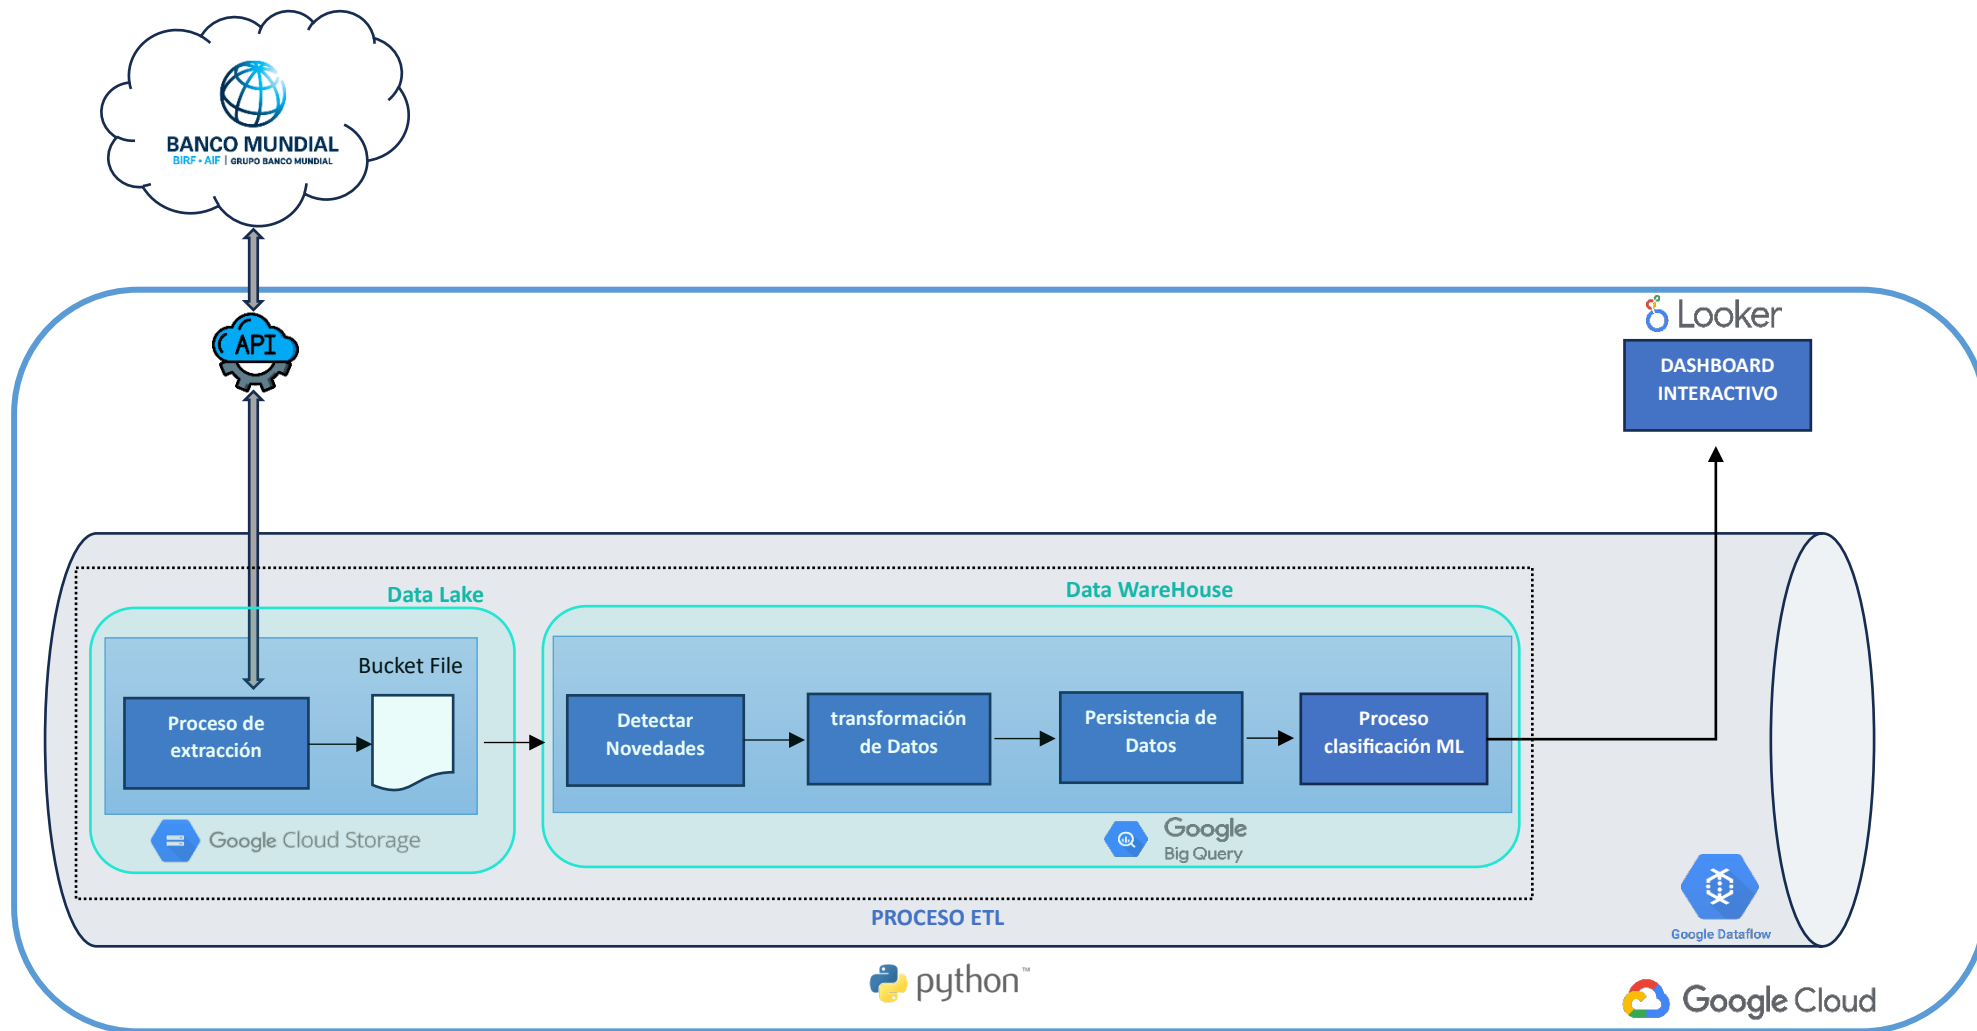 BANCO MUNDIAL
BIRF • AIF | GRUPO BANCO MUNDIAL
API
Looker
DASHBOARD
INTERACTIVO
Data Lake
Data WareHouse
Bucket File
Proceso de
extracción
Detectar
Novedades
transformación
de Datos
Persistencia de
Datos
Proceso
clasificación ML
Google Cloud Storage
Google
Big Query
PROCESO ETL
Google Dataflow
python™
Google Cloud